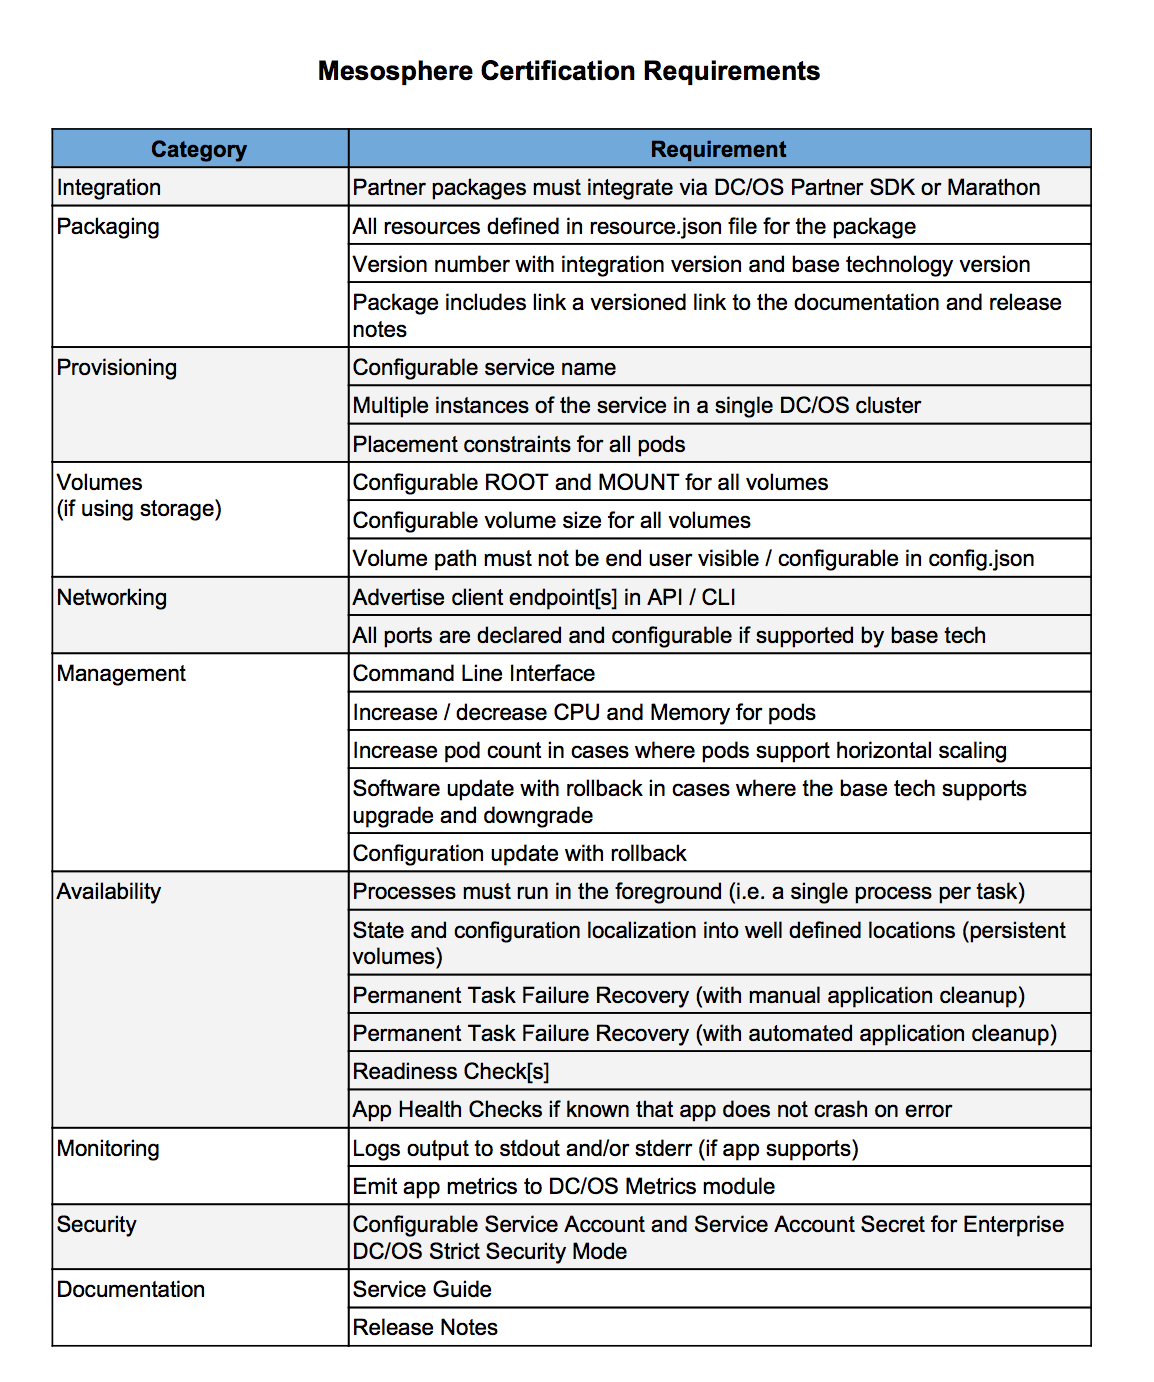 Mesosphere Certification Requirements
Category Requirement
Integration Partner packages must integrate via DC/OS Partner SDK or Marathon
Packaging All resources defined in resource.json file for the package
Version number with integration version and base technology version
Package includes link a versioned link to the documentation and release
notes
Provisioning Configurable service name
Multiple instances of the service in a single DC/OS cluster
Placement constraints for all pods
Volumes Configurable ROOT and MOUNT for all volumes
(if using storage)
Configurable volume size for all volumes
Volume path must not be end user visible / configurable in config.json
Networking Advertise client endpoint[s] in API / CLI
All ports are declared and configurable if supported by base tech
Management Command Line Interface
Increase / decrease CPU and Memory for pods
Increase pod count in cases where pods support horizontal scaling
Software update with rollback in cases where the base tech supports
upgrade and downgrade
Configuration update with rollback
Availability Processes must run in the foreground (i.e. a single process per task)
State and configuration localization into well defined locations (persistent
volumes)
Permanent Task Failure Recovery (with manual application cleanup)
Permanent Task Failure Recovery (with automated application cleanup)
Readiness Check[s]
App Health Checks if known that app does not crash on error
Monitoring Logs output to stdout and/or stderr (if app supports)
Emit app metrics to DC/OS Metrics module
Security Configurable Service Account and Service Account Secret for Enterprise
DC/OS Strict Security Mode
Documentation Service Guide
Release Notes